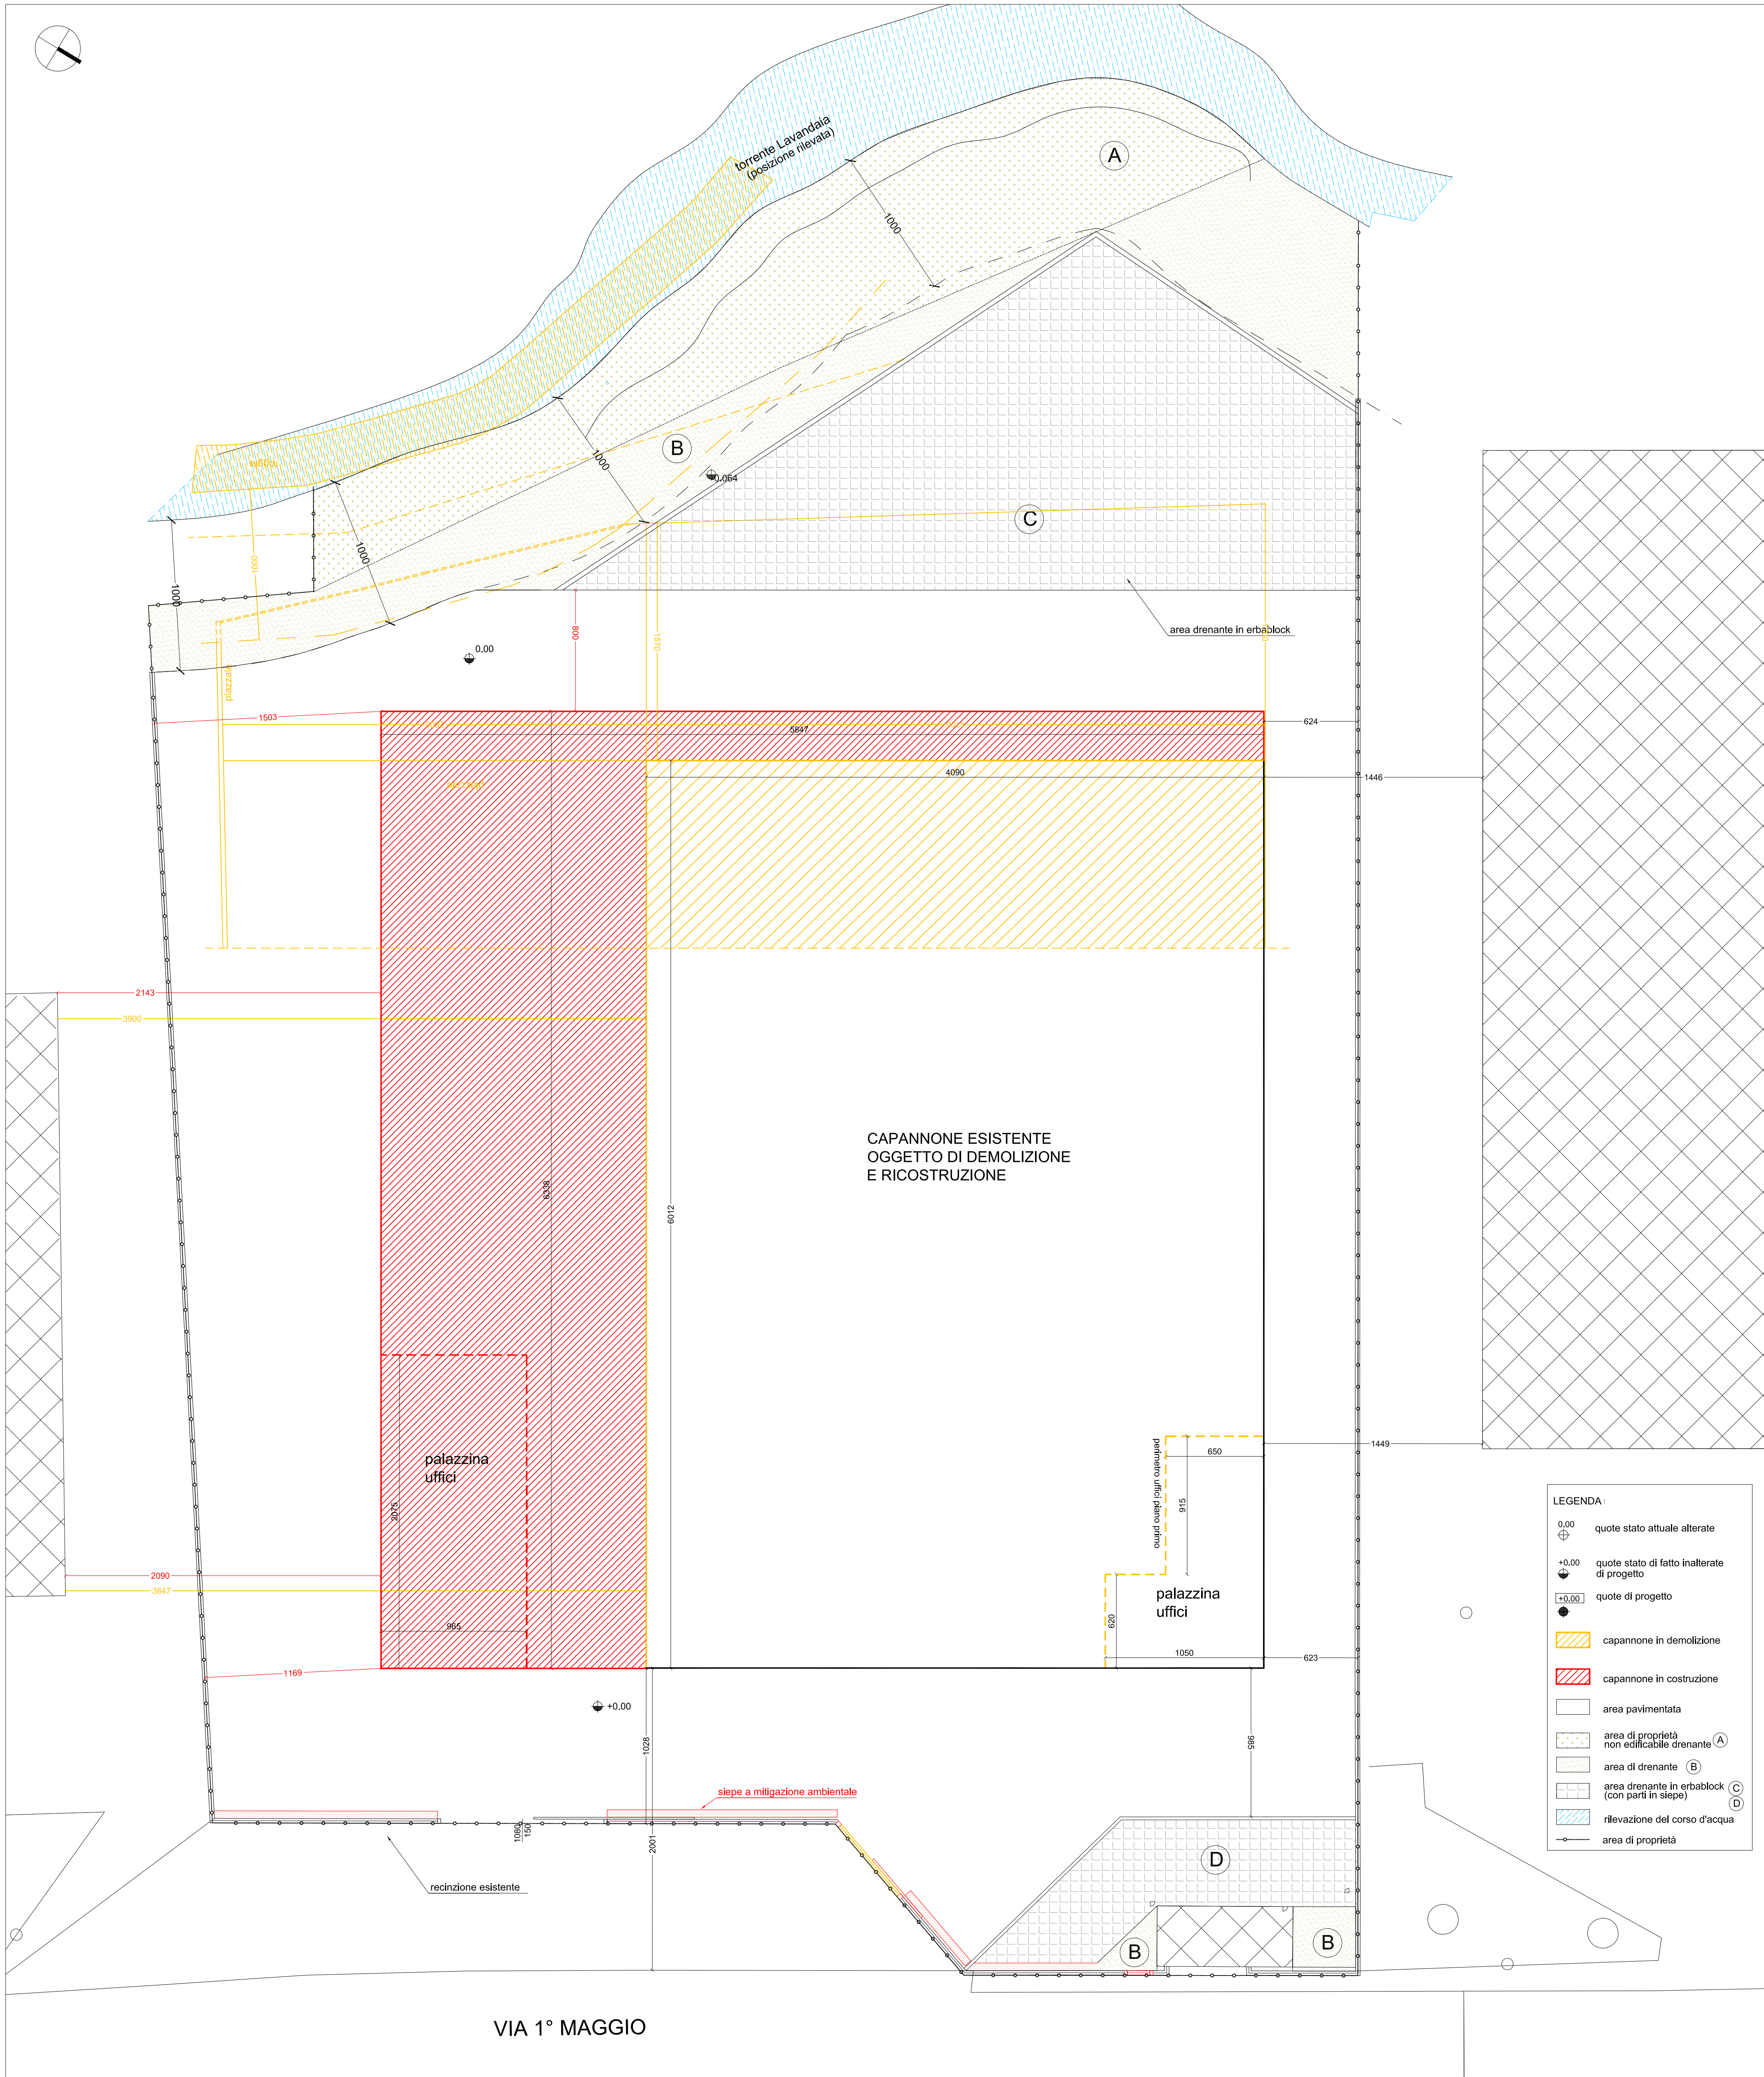 torrente Lavandaia
(posizione rilevata)
A
1000
B
1000
0.064
C
1000
1000
1000
area drenante in erbablock
800
1570
0.00
piazzale
1503
5647
624
4090
1446
2143
3900
6338
6012
CAPANNONE ESISTENTE
OGGETTO DI DEMOLIZIONE
E RICOSTRUZIONE
palazzina
uffici
2075
965
2090
3847
1169
perimetro uffici piano primo
650
915
1449
palazzina
uffici
620
1050
623
+0.00
1028
985
siepe a mitigazione ambientale
1080
150
2001
recinzione esistente
D
B
B
VIA 1° MAGGIO
LEGENDA :
0.00
quote stato attuale alterate
+0.00
quote stato di fatto inalterate
di progetto
+0.00
quote di progetto
capannone in demolizione
capannone in costruzione
area pavimentata
area di proprietà
non edificabile drenante A
area di drenante B
area drenante in erbablock C
(con parti in siepe)
D
rilevazione del corso d'acqua
area di proprietà